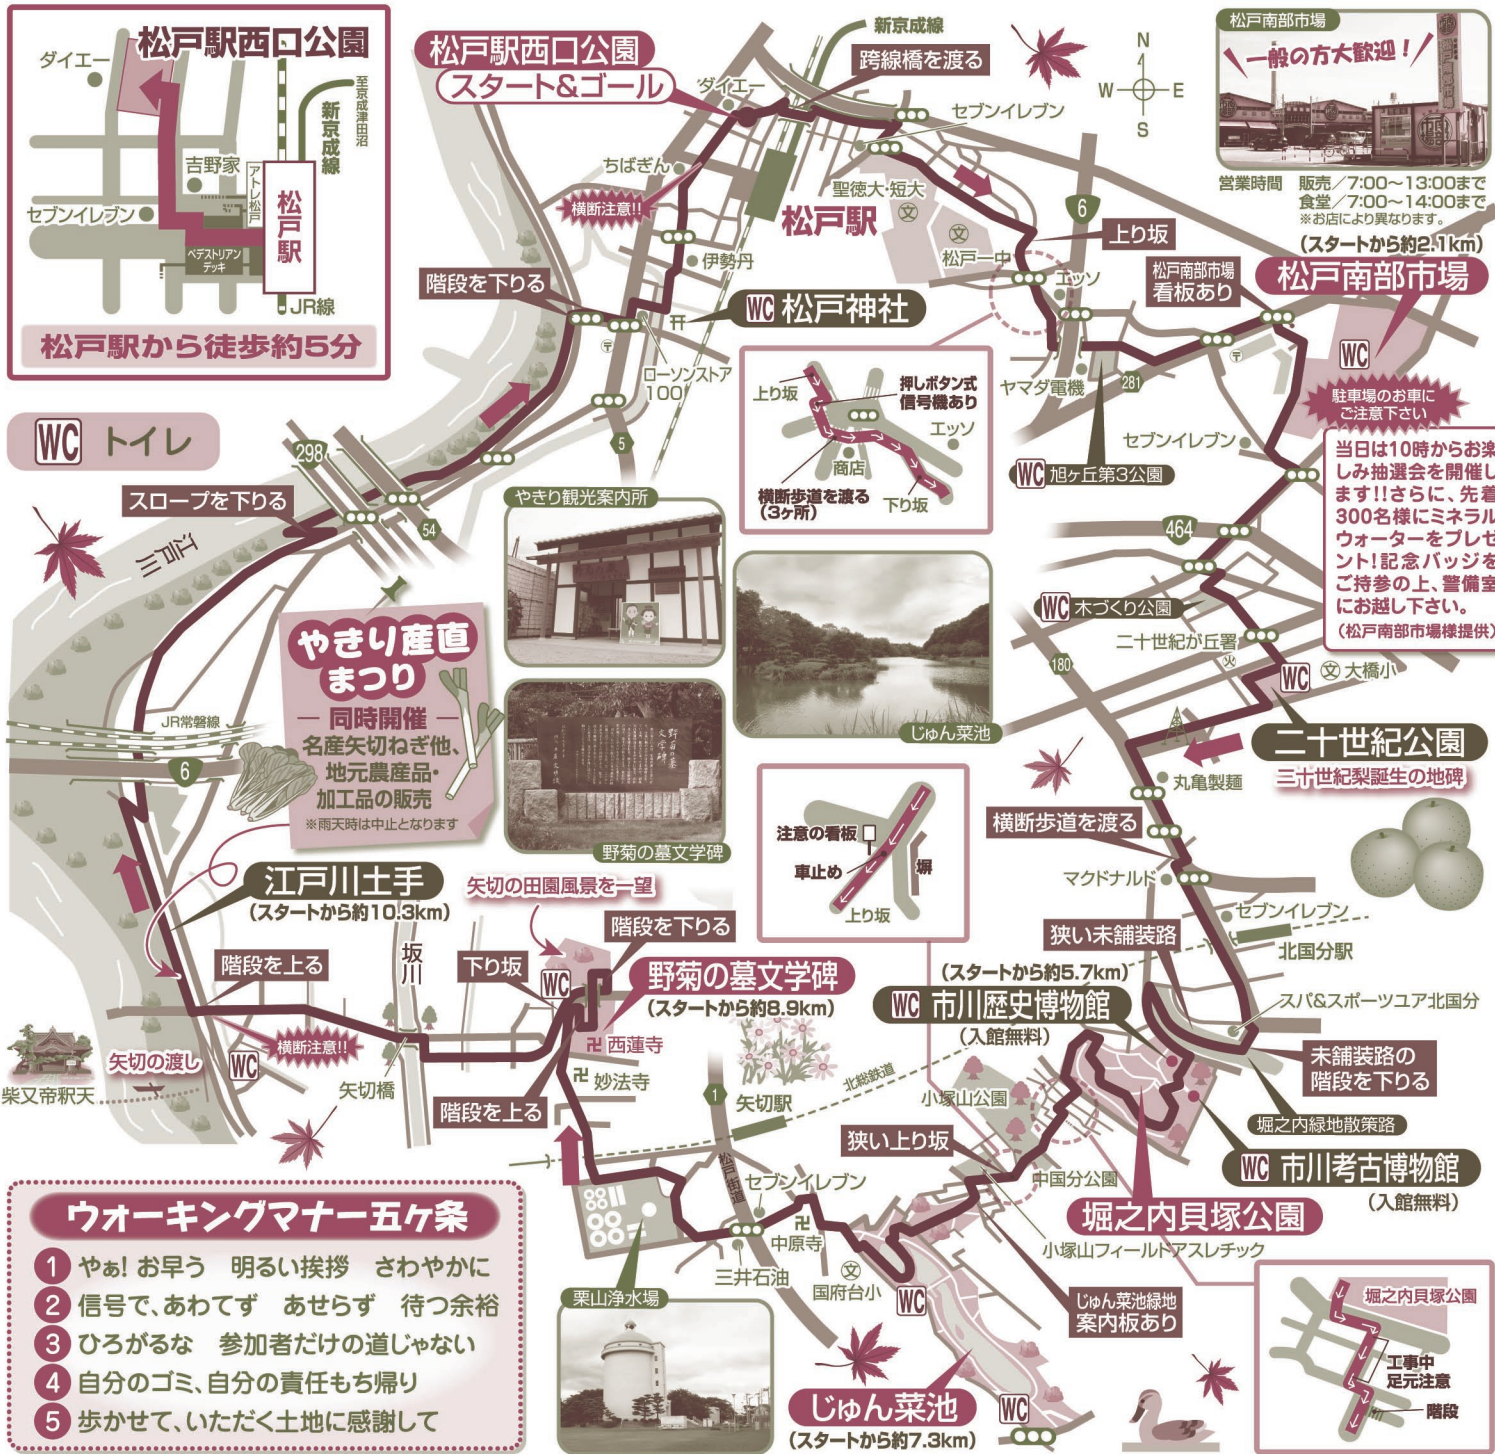 松戸駅西口公園
ダイエー
至京成津田沼
新京成線
吉野家
アトレ松戸
セブンイレブン
松戸駅
ペデストリアン
デッキ
JR線
松戸駅から徒歩約5分
WC トイレ
松戸駅西口公園
スタート&ゴール
新京成線
跨線橋を渡る
ダイエー
セブンイレブン
N
W E
S
ちばぎん
横断注意!!
聖徳大・短大
文
松戸駅
文
松戸一中
6
上り坂
伊勢丹
階段を下りる
WC 松戸神社
〒
ローソンストア
100
5
エッソ
ヤマダ電機
281
WC 旭ヶ丘第3公園
松戸南部市場
看板あり
〒
松戸南部市場
一般の方大歓迎!
営業時間 販売/7:00〜13:00まで
食堂/7:00〜14:00まで
※お店により異なります。
(スタートから約2.1km)
松戸南部市場
WC
駐車場のお車に
ご注意下さい
当日は10時からお楽
しみ抽選会を開催し
ます!!さらに、先着
300名様にミネラル
ウォーターをプレゼ
ント!記念バッジを
ご持参の上、警備室
にお越し下さい。
(松戸南部市場様提供)
上り坂
押しボタン式
信号機あり
エッソ
商店
横断歩道を渡る
(3ヶ所)
下り坂
セブンイレブン
464
WC 木づくり公園
二十世紀が丘署
火
WC
文 大橋小
180
二十世紀公園
二十世紀梨誕生の地碑
丸亀製麺
横断歩道を渡る
マクドナルド
セブンイレブン
北国分駅
狭い未舗装路
スパ&スポーツユア北国分
未舗装路の
階段を下りる
堀之内緑地散策路
(スタートから約5.7km)
WC 市川歴史博物館
(入館無料)
WC 市川考古博物館
(入館無料)
堀之内貝塚公園
298
54
スロープを下りる
江戸川
やきり観光案内所
じゅん菜池
野菊の墓
文学碑
野菊の墓文学碑
やきり産直
まつり
― 同時開催 ―
名産矢切ねぎ他、
地元農産品・
加工品の販売
※雨天時は中止となります
JR常磐線
6
江戸川土手
(スタートから約10.3km)
階段を上る
坂川
下り坂
矢切の田園風景を一望
階段を下りる
WC
野菊の墓文学碑
(スタートから約8.9km)
卍 西蓮寺
卍 妙法寺
階段を上る
横断注意!!
WC
矢切の渡し
柴又帝釈天
矢切橋
注意の看板
車止め
塀
上り坂
1
矢切駅
北総鉄道
小塚山公園
狭い上り坂
中国分公園
小塚山フィールドアスレチック
松戸街道
セブンイレブン
卍
中原寺
三井石油
文
国府台小
WC
じゅん菜池緑地
案内板あり
栗山浄水場
じゅん菜池
(スタートから約7.3km)
WC
堀之内貝塚公園
工事中
足元注意
階段
ウォーキングマナー五ケ条
1 やぁ! お早う 明るい挨拶 さわやかに
2 信号で、あわてず あせらず 待つ余裕
3 ひろがるな 参加者だけの道じゃない
4 自分のゴミ、自分の責任もち帰り
5 歩かせて、いただく土地に感謝して